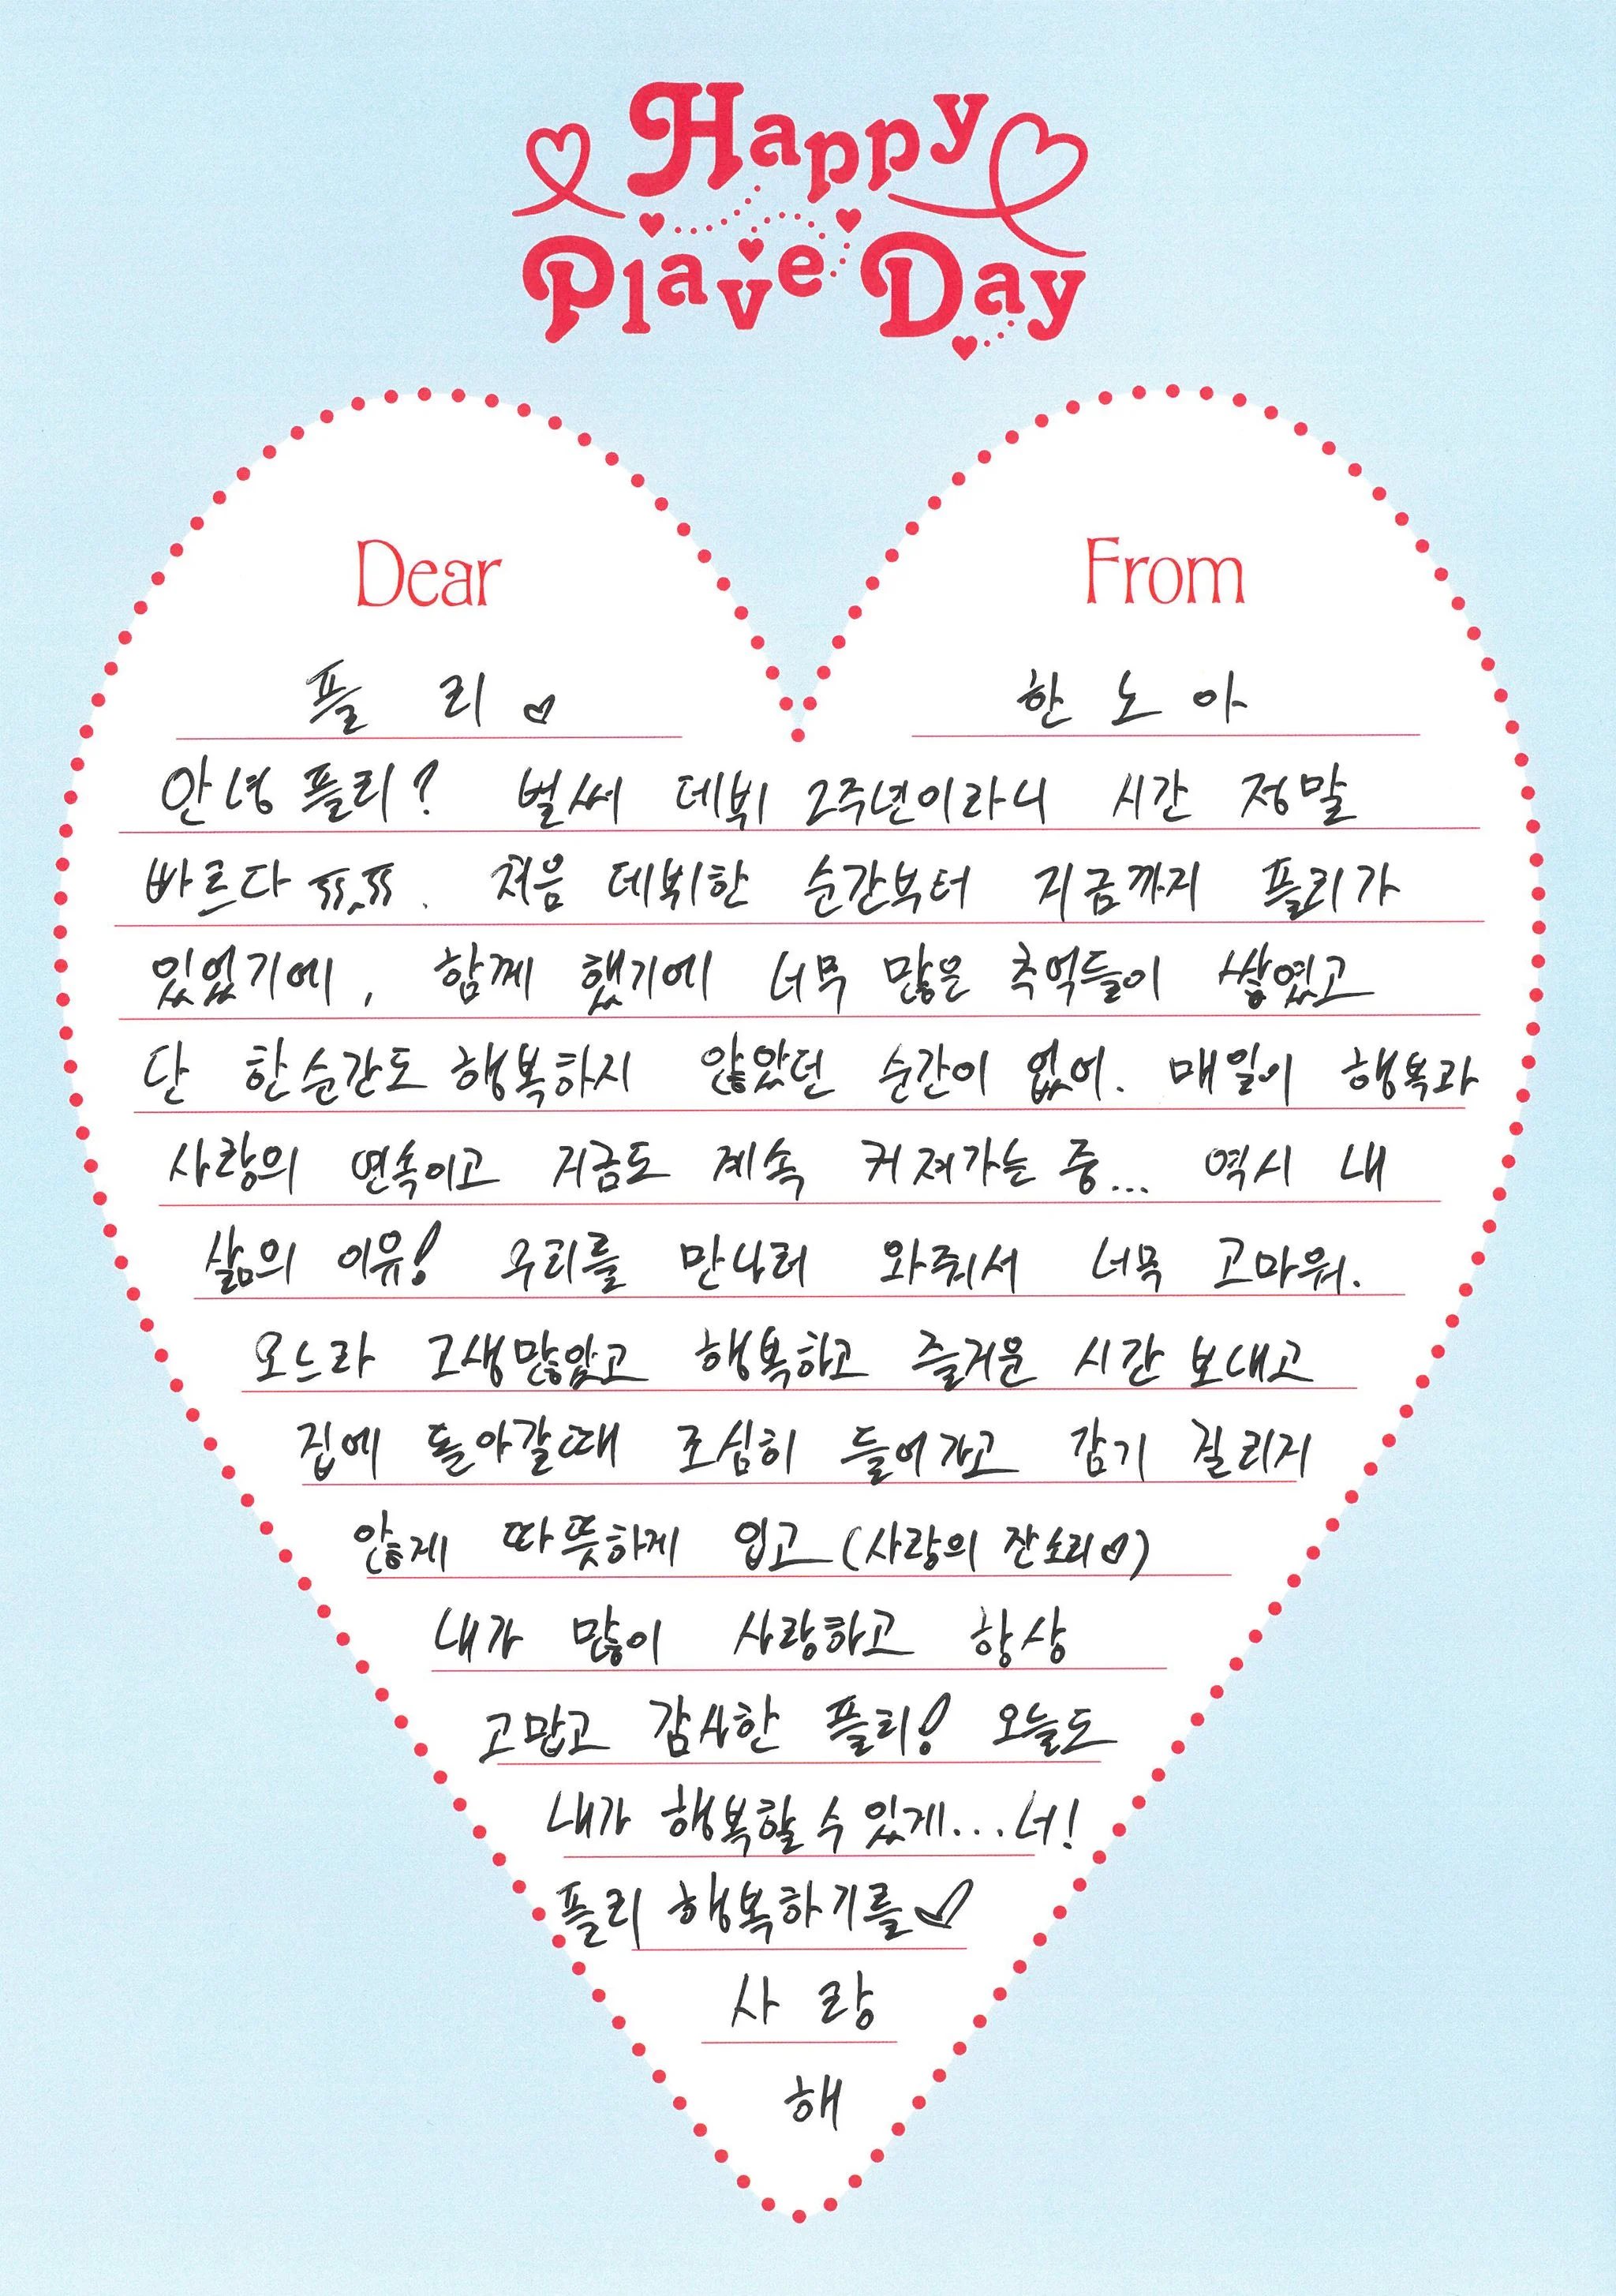 Happy
Plave Day
Dear
From
플 리 ♡
한 노 아
안녕 플리? 벌써 데뷔 2주년이라니 시간 정말
빠르다 ㅠ.ㅠ. 처음 데뷔한 순간부터 지금까지 플리가
있었기에, 함께 했기에 너무 많은 추억들이 쌓였고
단 한순간도 행복하지 않았던 순간이 없어. 매일이 행복과
사랑의 연속이고 지금도 계속 커져가는 중... 역시 내
삶의 이유! 우리를 만나러 와줘서 너무 고마워.
오느라 고생많았고 행복하고 즐거운 시간 보내고
집에 돌아갈때 조심히 들어가고 감기 걸리지
않게 따뜻하게 입고 (사랑의 잔소리♡)
내가 많이 사랑하고 항상
고맙고 감사한 플리! 오늘도
내가 행복할 수 있게...너!
플리 행복하기를♡
사 랑
해